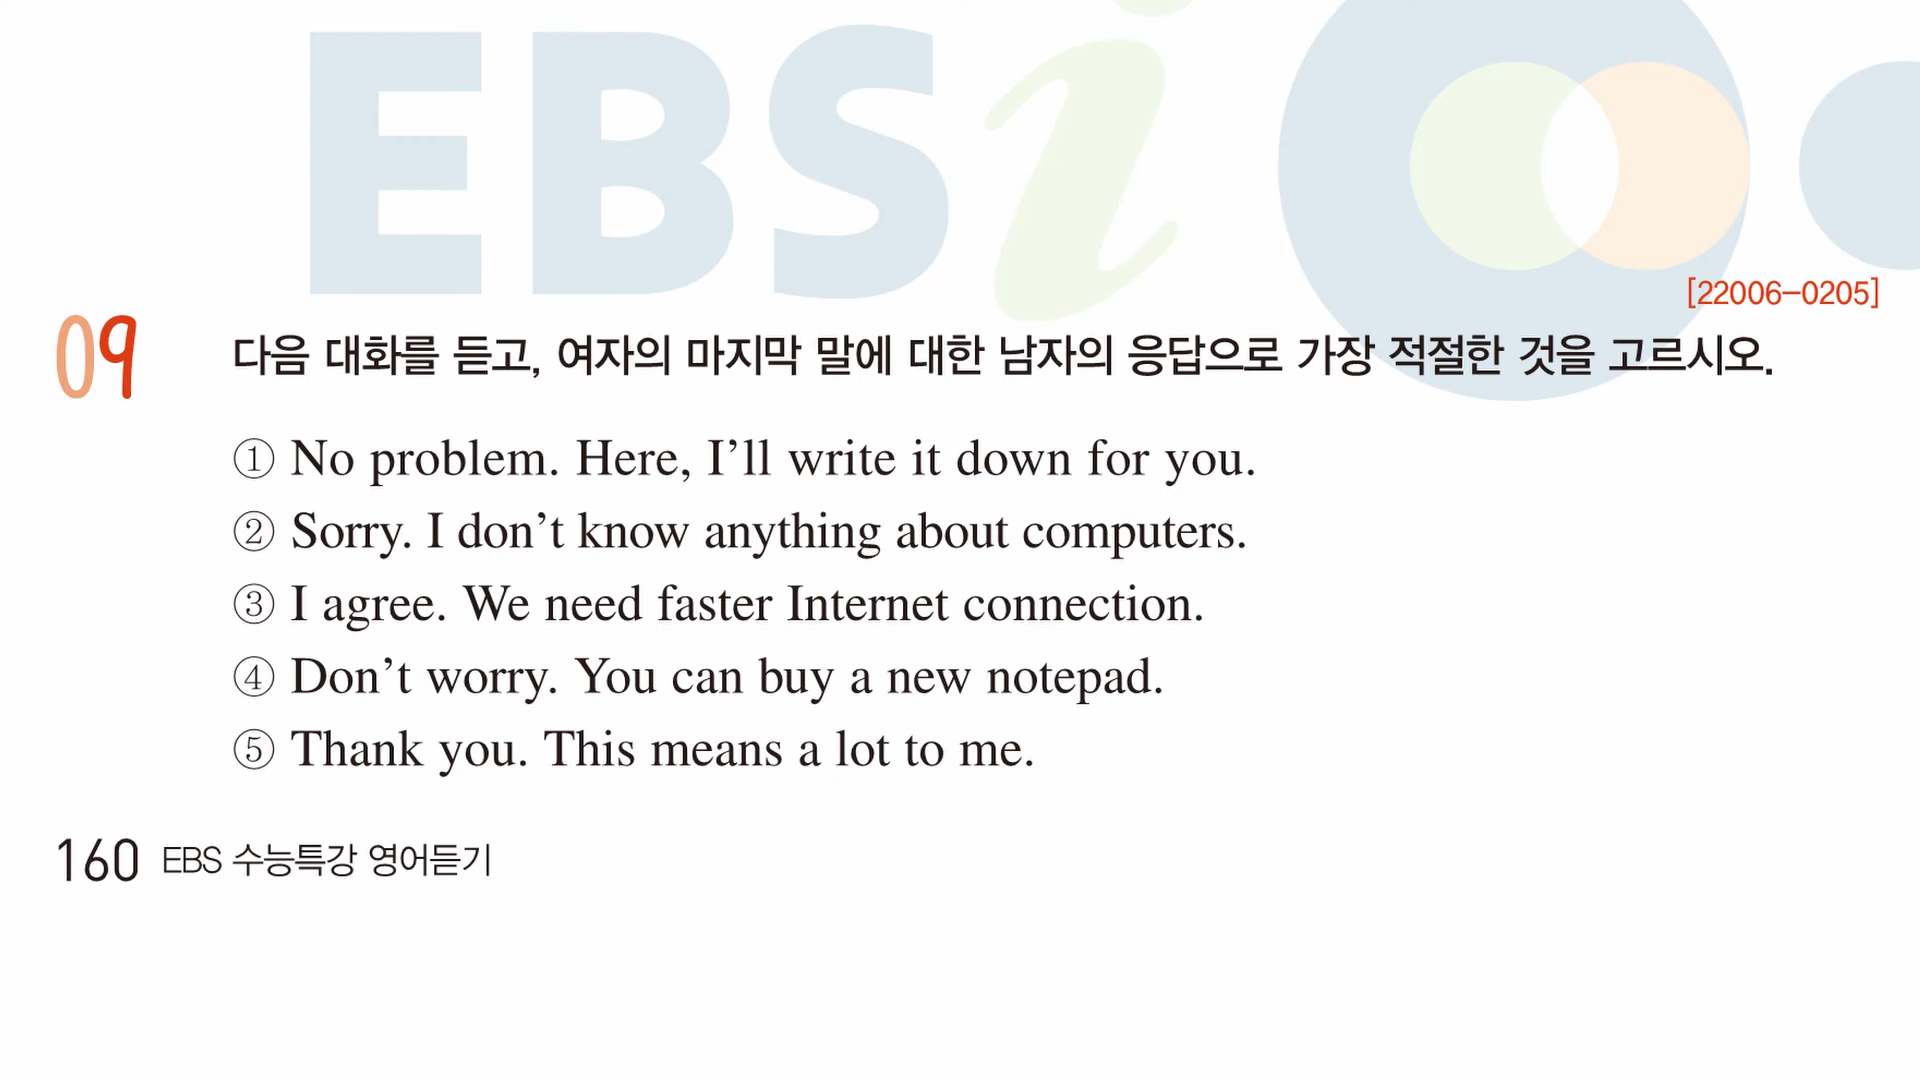 EBSi
[22006-0205]
09 다음 대화를 듣고, 여자의 마지막 말에 대한 남자의 응답으로 가장 적절한 것을 고르시오.
① No problem. Here, I’ll write it down for you.
② Sorry. I don’t know anything about computers.
③ I agree. We need faster Internet connection.
④ Don’t worry. You can buy a new notepad.
⑤ Thank you. This means a lot to me.
160 EBS 수능특강 영어듣기